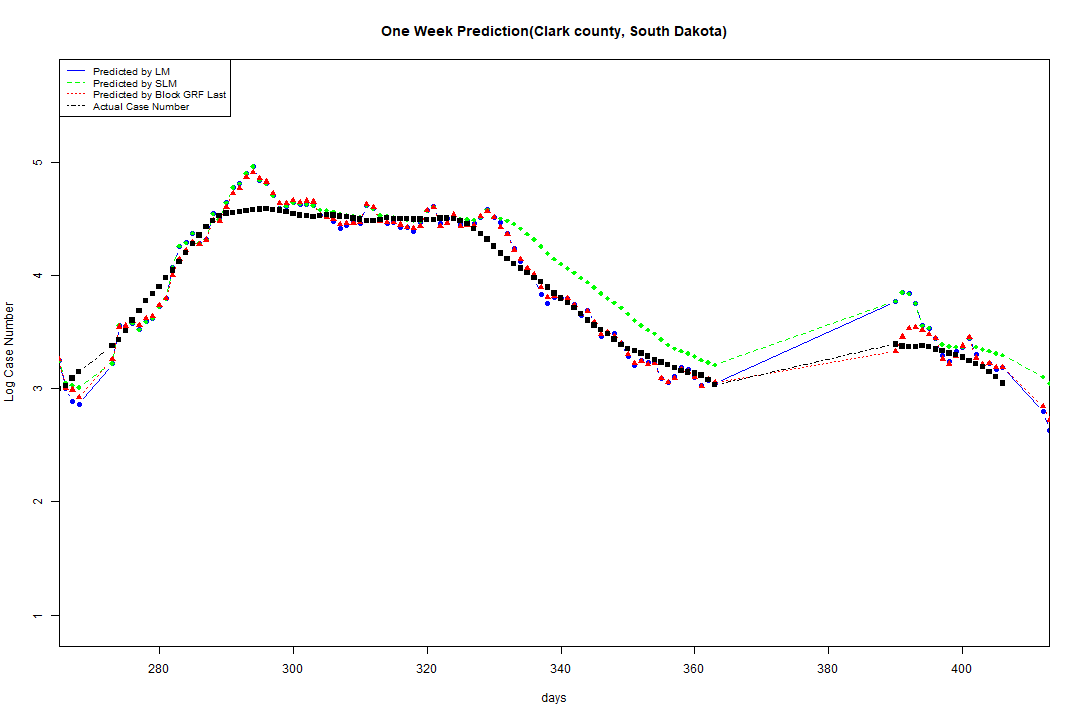 One Week Prediction(Clark county, South Dakota)
Predicted by LM
Predicted by SLM
Predicted by Block GRF Last
Actual Case Number
5
4
3
2
1
Log Case Number
280 300 320 340 360 380 400
days